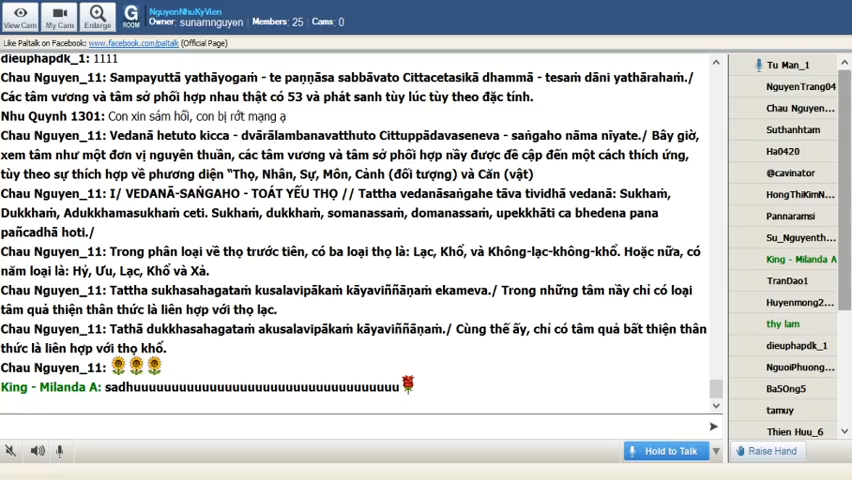 NguyenNhuKyVien
Owner: sunamnguyen Members: 25 Cams: 0
View Cam My Cam Enlarge G ROOM
Like Paltalk on Facebook: www.facebook.com/paltalk (Official Page)
dieuphapdk_1: 1111
Chau Nguyen_11: Sampayuttā yathāyogaṁ - te paṇṇāsa sabbāvato Cittacetasikā dhammā - tesaṁ dāni yathārahaṁ./
Các tâm vương và tâm sở phối hợp nhau thật có 53 và phát sanh tùy lúc tùy theo đặc tính.
Nhu Quynh 1301: Con xin sám hối, con bị rớt mạng ạ
Chau Nguyen_11: Vedanā hetuto kicca - dvārālambanavatthuto Cittuppādavaseneva - saṅgaho nāma nīyate./ Bây giờ,
xem tâm như một đơn vị nguyên thuần, các tâm vương và tâm sở phối hợp nầy được đề cập đến một cách thích ứng,
tùy theo sự thích hợp về phương diện “Thọ, Nhân, Sự, Môn, Cảnh (đối tượng) và Căn (vật)
Chau Nguyen_11: I/ VEDANĀ-SAṄGAHO - TOÁT YẾU THỌ // Tattha vedanāsaṅgahe tāva tividhā vedanā: Sukhaṁ,
Dukkhaṁ, Adukkhamasukhaṁ ceti. Sukhaṁ, dukkhaṁ, somanassaṁ, domanassaṁ, upekkhāti ca bhedena pana
pañcadhā hoti./
Chau Nguyen_11: Trong phân loại về thọ trước tiên, có ba loại thọ là: Lạc, Khổ, và Không-lạc-không-khổ. Hoặc nữa, có
năm loại là: Hỷ, Ưu, Lạc, Khổ và Xả.
Chau Nguyen_11: Tattha sukhasahagataṁ kusalavipākaṁ kāyaviññāṇaṁ ekameva./ Trong những tâm nầy chỉ có loại
tâm quả thiện thân thức là liên hợp với thọ lạc.
Chau Nguyen_11: Tathā dukkhasahagataṁ akusalavipākaṁ kāyaviññāṇaṁ./ Cùng thế ấy, chỉ có tâm quả bất thiện thân
thức là liên hợp với thọ khổ.
Chau Nguyen_11:
King - Milanda A: sadhuuuuuuuuuuuuuuuuuuuuuuuuuuuuuuuuuuu
Tu Man_1
NguyenTrang04
Chau Nguyen...
Suthanhtam
Ha0420
@cavinator
HongThiKimN...
Pannaramsi
Su_Nguyenth...
King - Milanda A
TranDao1
Huyenmong2...
thy lam
dieuphapdk_1
NguoiPhuong...
Ba5Ong5
tamuy
Thien Huu_6
Hold to Talk
Raise Hand